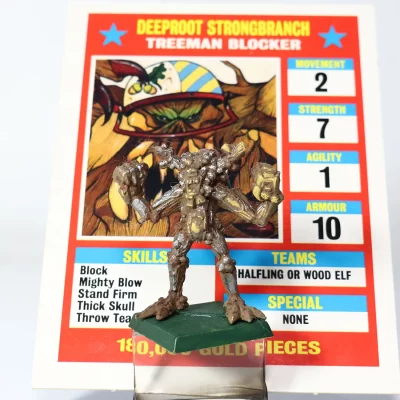 DEEPROOT STRONGBRANCH
TREEMAN BLOCKER
MOVEMENT
2
STRENGTH
7
AGILITY
1
ARMOUR
10
SKILLS
Block
Mighty Blow
Stand Firm
Thick Skull
Throw
TEAMS
HALFLING OR WOOD ELF
SPECIAL
NONE
GOLD PIECES